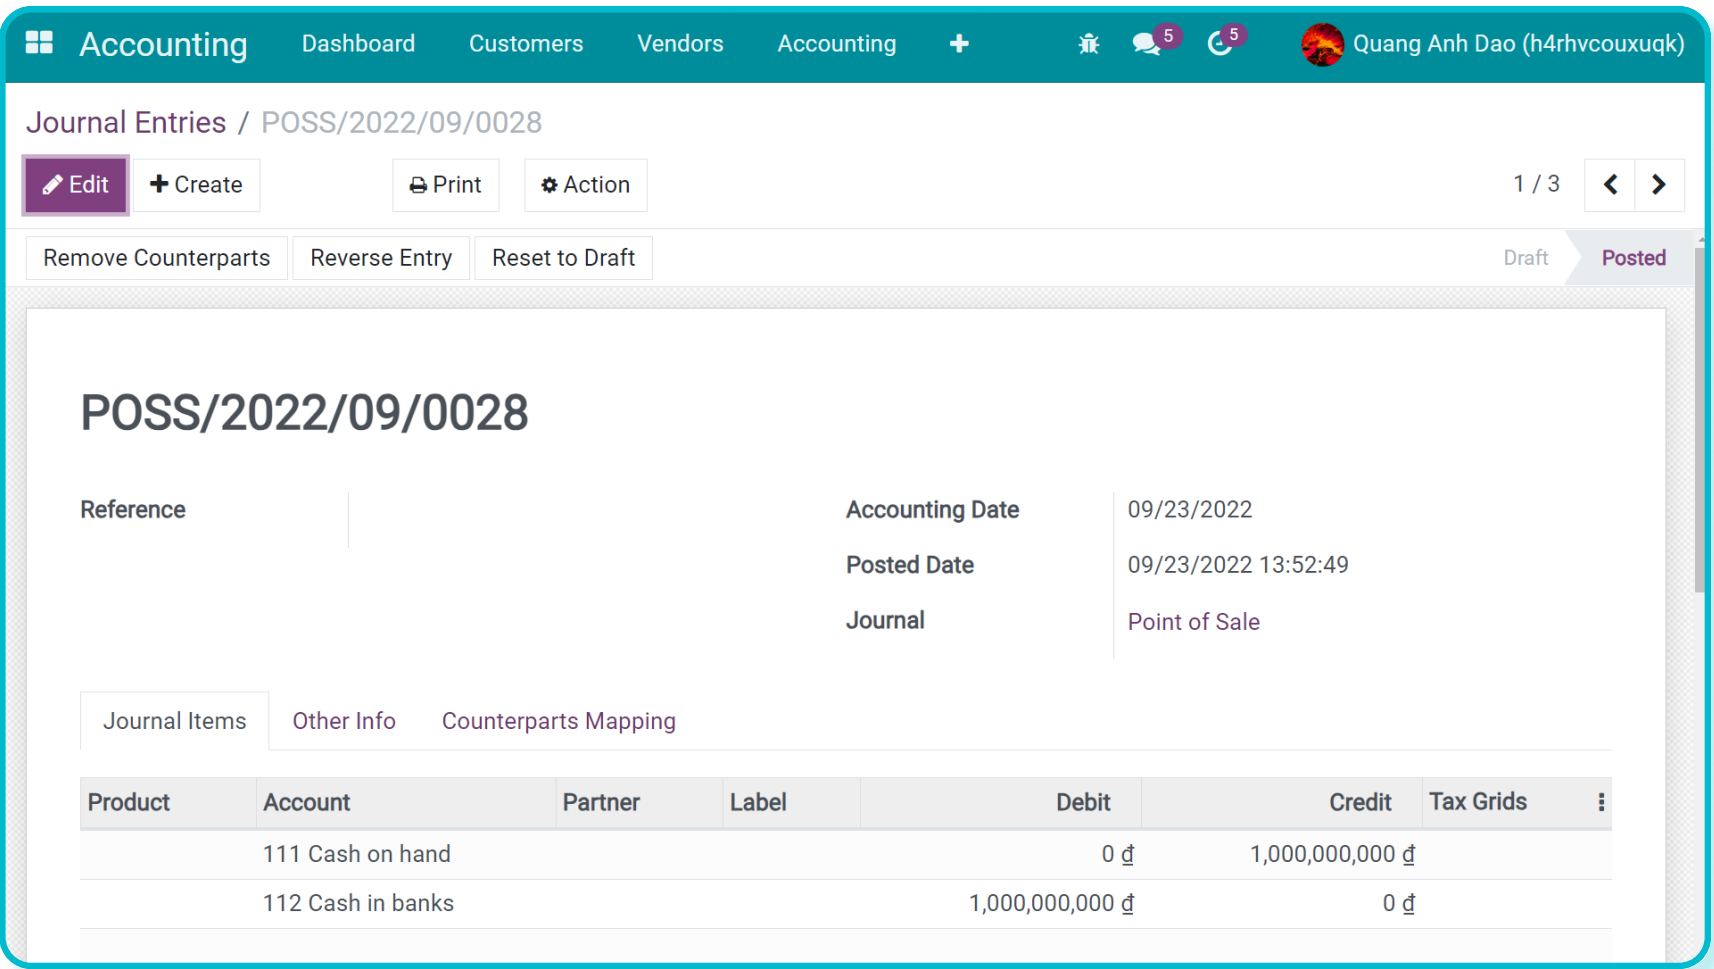 Accounting Dashboard Customers Vendors Accounting 5 5 Quang Anh Dao (h4rhvcouxuqk)
Journal Entries / POSS/2022/09/0028
Edit Create Print Action 1 / 3
Remove Counterparts Reverse Entry Reset to Draft Draft Posted
POSS/2022/09/0028
Reference Accounting Date 09/23/2022
Posted Date 09/23/2022 13:52:49
Journal Point of Sale
Journal Items Other Info Counterparts Mapping
Product Account Partner Label Debit Credit Tax Grids
111 Cash on hand 0 ₫ 1,000,000,000 ₫
112 Cash in banks 1,000,000,000 ₫ 0 ₫